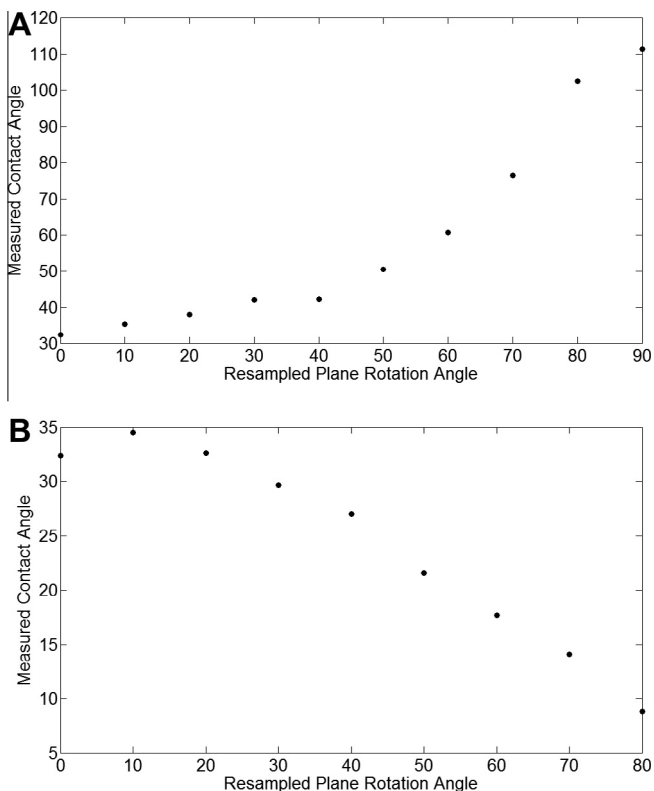 A
120
110
100
90
80
70
60
50
40
30
Measured Contact Angle
0 10 20 30 40 50 60 70 80 90
Resampled Plane Rotation Angle
B
35
30
25
20
15
10
5
Measured Contact Angle
0 10 20 30 40 50 60 70 80
Resampled Plane Rotation Angle